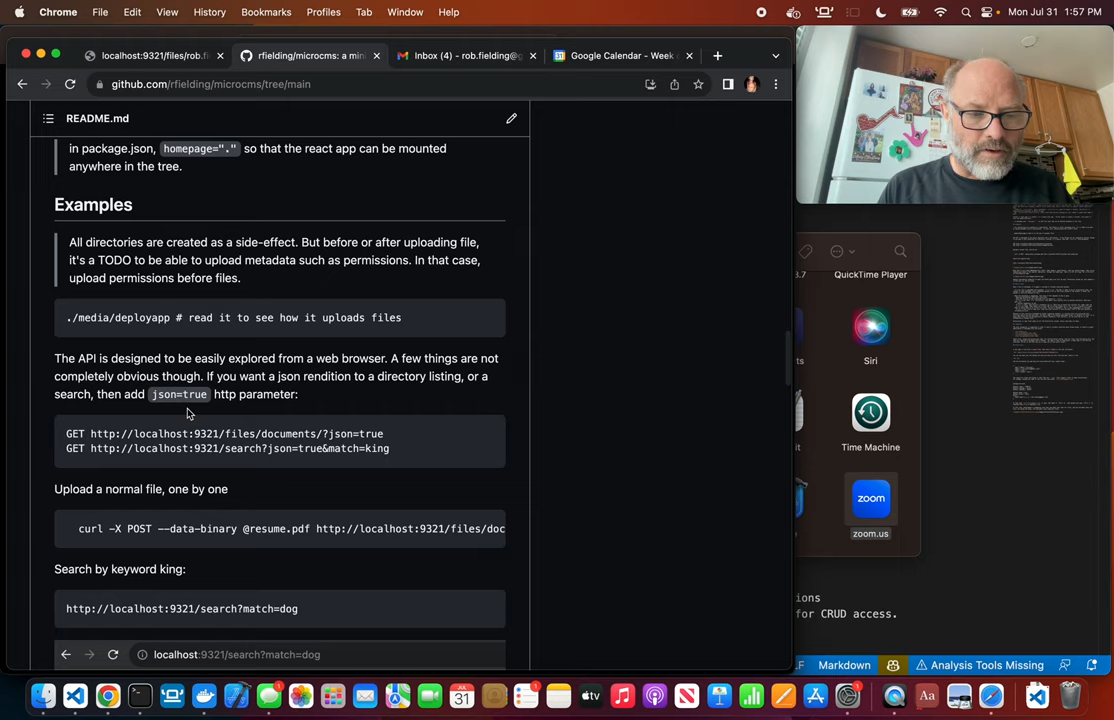 Chrome File Edit View History Bookmarks Profiles Tab Window Help Mon Jul 31 1:57 PM
localhost:9321/files/rob.fi rfielding/microcms: a mini Inbox (4) - rob.fielding@g Google Calendar - Week o
github.com/rfielding/microcms/tree/main
README.md
in package.json, homepage="." so that the react app can be mounted
anywhere in the tree.
Examples
All directories are created as a side-effect. But before or after uploading file,
it's a TODO to be able to upload metadata such as permissions. In that case,
upload permissions before files.
./media/deployapp # read it to see how it uploads files
The API is designed to be easily explored from a web browser. A few things are not
completely obvious though. If you want a json rendition to a directory listing, or a
search, then add json=true http parameter:
GET http://localhost:9321/files/documents/?json=true
GET http://localhost:9321/search?json=true&match=king
Upload a normal file, one by one
curl -X POST --data-binary @resume.pdf http://localhost:9321/files/doc
Search by keyword king:
http://localhost:9321/search?match=dog
localhost:9321/search?match=dog
3.7
QuickTime Player
ts
Siri
it
Time Machine
zoom
zoom.us
ions
for CRUD access.
LF Markdown Analysis Tools Missing
JUL
31
tv
Aa